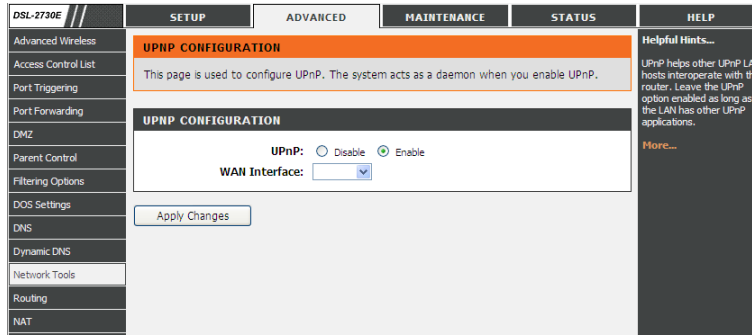 DSL-2730E
SETUP
ADVANCED
MAINTENANCE
STATUS
HELP
Advanced Wireless
Access Control List
Port Triggering
Port Forwarding
DMZ
Parent Control
Filtering Options
DOS Settings
DNS
Dynamic DNS
Network Tools
Routing
NAT
UPNP CONFIGURATION
This page is used to configure UPnP. The system acts as a daemon when you enable UPnP.
UPNP CONFIGURATION
UPnP: Disable Enable
WAN Interface:
Apply Changes
Helpful Hints...
UPnP helps other UPnP LA
hosts interoperate with th
router. Leave the UPnP
option enabled as long as
the LAN has other UPnP
applications.
More...